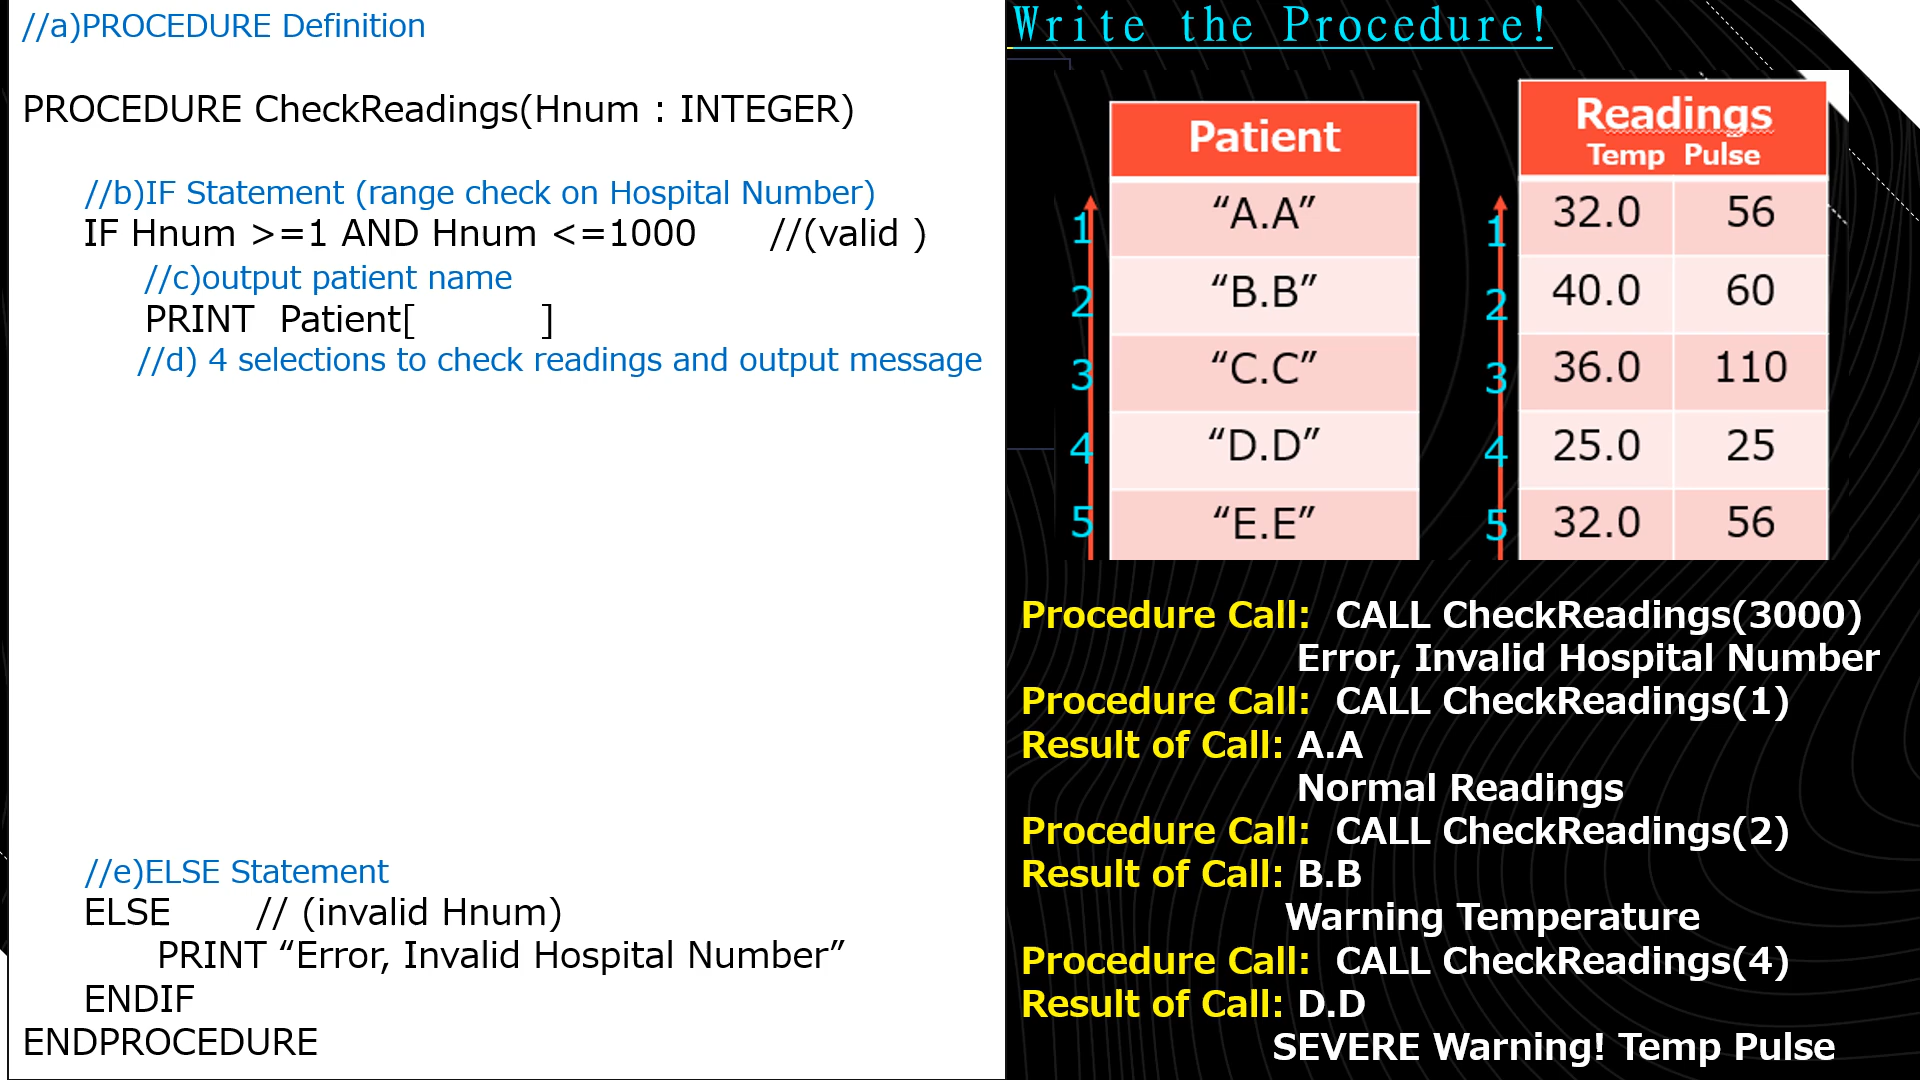 //a)PROCEDURE Definition
PROCEDURE CheckReadings(Hnum : INTEGER)
//b)IF Statement (range check on Hospital Number)
IF Hnum >=1 AND Hnum <=1000 //(valid )
//c)output patient name
PRINT Patient[ ]
//d) 4 selections to check readings and output message
//e)ELSE Statement
ELSE // (invalid Hnum)
PRINT “Error, Invalid Hospital Number”
ENDIF
ENDPROCEDURE
Write the Procedure!
Patient
1 “A.A”
2 “B.B”
3 “C.C”
4 “D.D”
5 “E.E”
Readings
Temp Pulse
1 32.0 56
2 40.0 60
3 36.0 110
4 25.0 25
5 32.0 56
Procedure Call: CALL CheckReadings(3000)
Error, Invalid Hospital Number
Procedure Call: CALL CheckReadings(1)
Result of Call: A.A
Normal Readings
Procedure Call: CALL CheckReadings(2)
Result of Call: B.B
Warning Temperature
Procedure Call: CALL CheckReadings(4)
Result of Call: D.D
SEVERE Warning! Temp Pulse